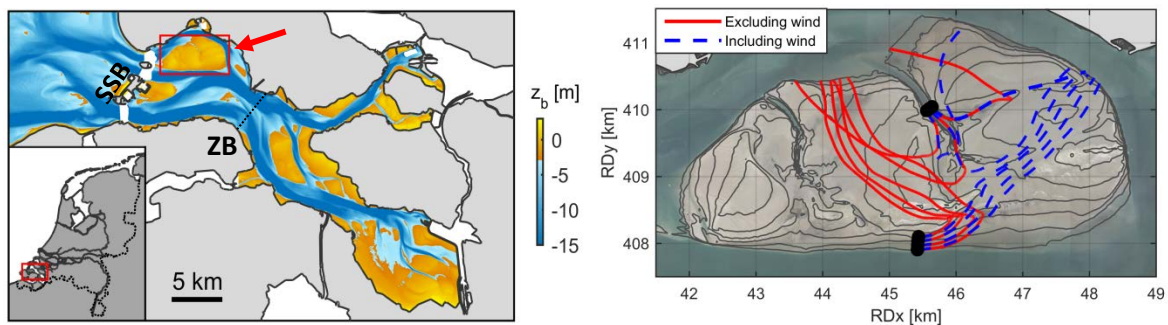 SSB
ZB
5 km
z_b [m]
0
-5
-10
-15
Excluding wind
Including wind
RDy [km]
411
410
409
408
42 43 44 45 46 47 48 49
RDx [km]